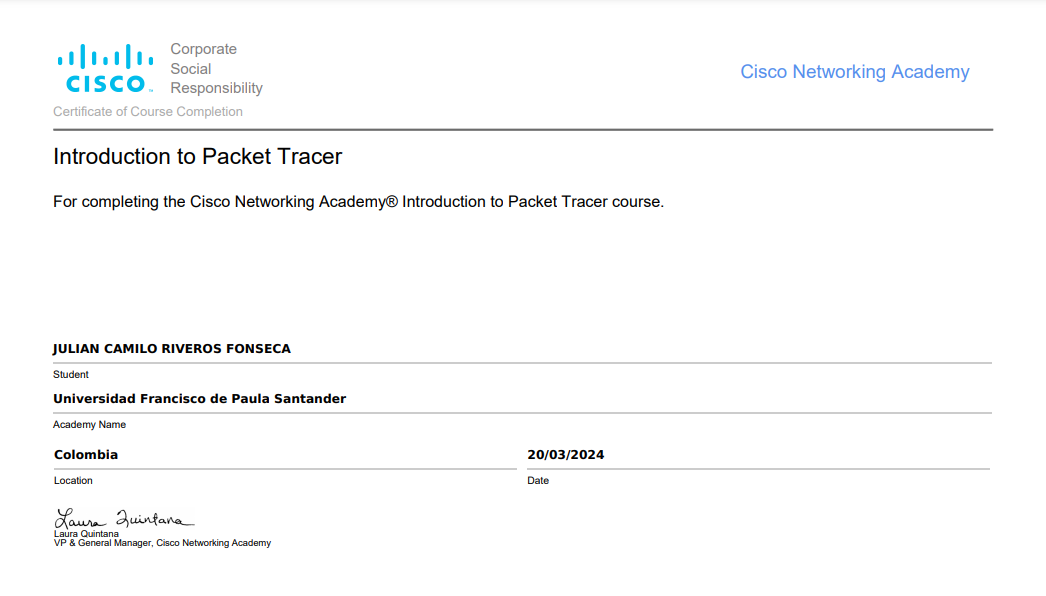 Corporate
Social
Responsibility
CISCO
Cisco Networking Academy
Certificate of Course Completion
Introduction to Packet Tracer
For completing the Cisco Networking Academy® Introduction to Packet Tracer course.
JULIAN CAMILO RIVEROS FONSECA
Student
Universidad Francisco de Paula Santander
Academy Name
Colombia
Location
20/03/2024
Date
Laura Quintana
Laura Quintana
VP & General Manager, Cisco Networking Academy